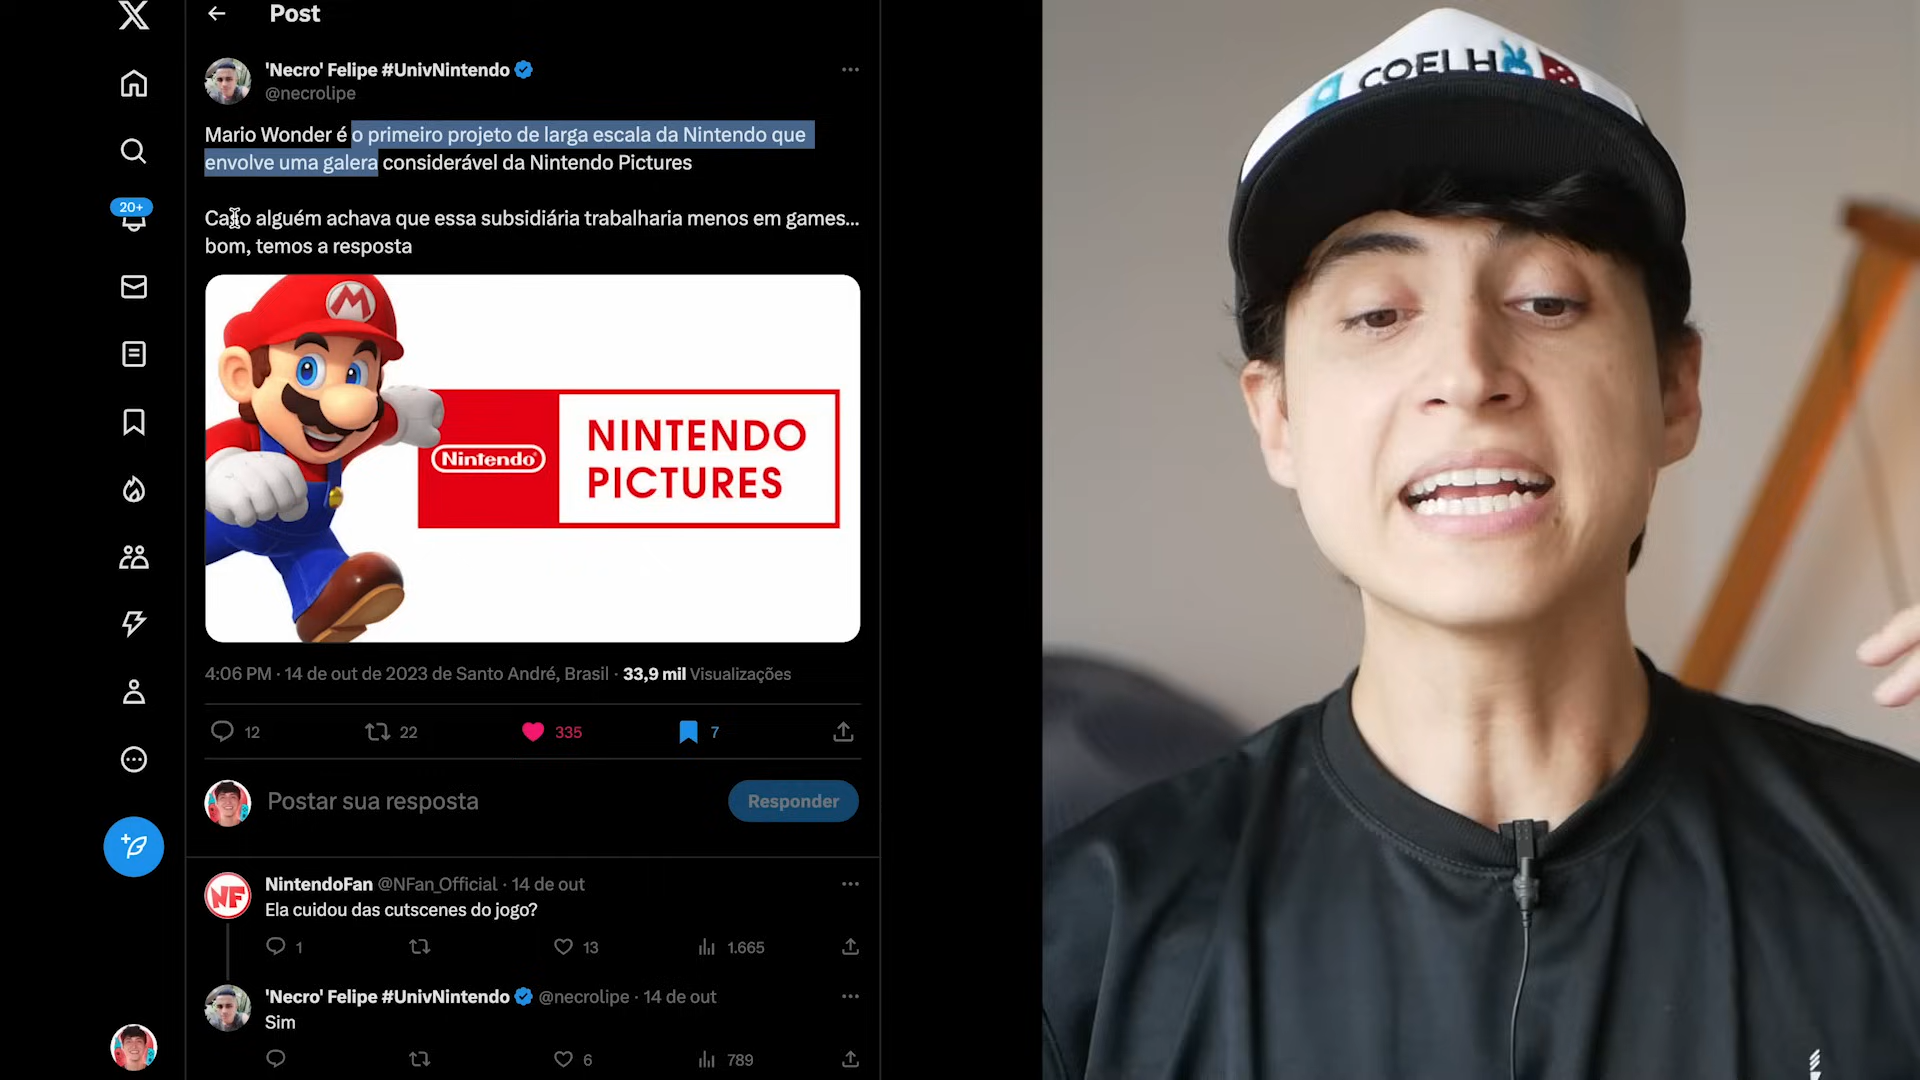 Post
'Necro' Felipe #UnivNintendo
@necrolipe
Mario Wonder é o primeiro projeto de larga escala da Nintendo que
envolve uma galera considerável da Nintendo Pictures
20+
Caso alguém achava que essa subsidiária trabalharia menos em games...
bom, temos a resposta
M
Nintendo
NINTENDO
PICTURES
4:06 PM · 14 de out de 2023 de Santo André, Brasil · 33,9 mil Visualizações
12 22 335 7
Postar sua resposta
Responder
NF
NintendoFan @NFan_Official · 14 de out
Ela cuidou das cutscenes do jogo?
1 13 1.665
'Necro' Felipe #UnivNintendo @necrolipe · 14 de out
Sim
6 789
COELH